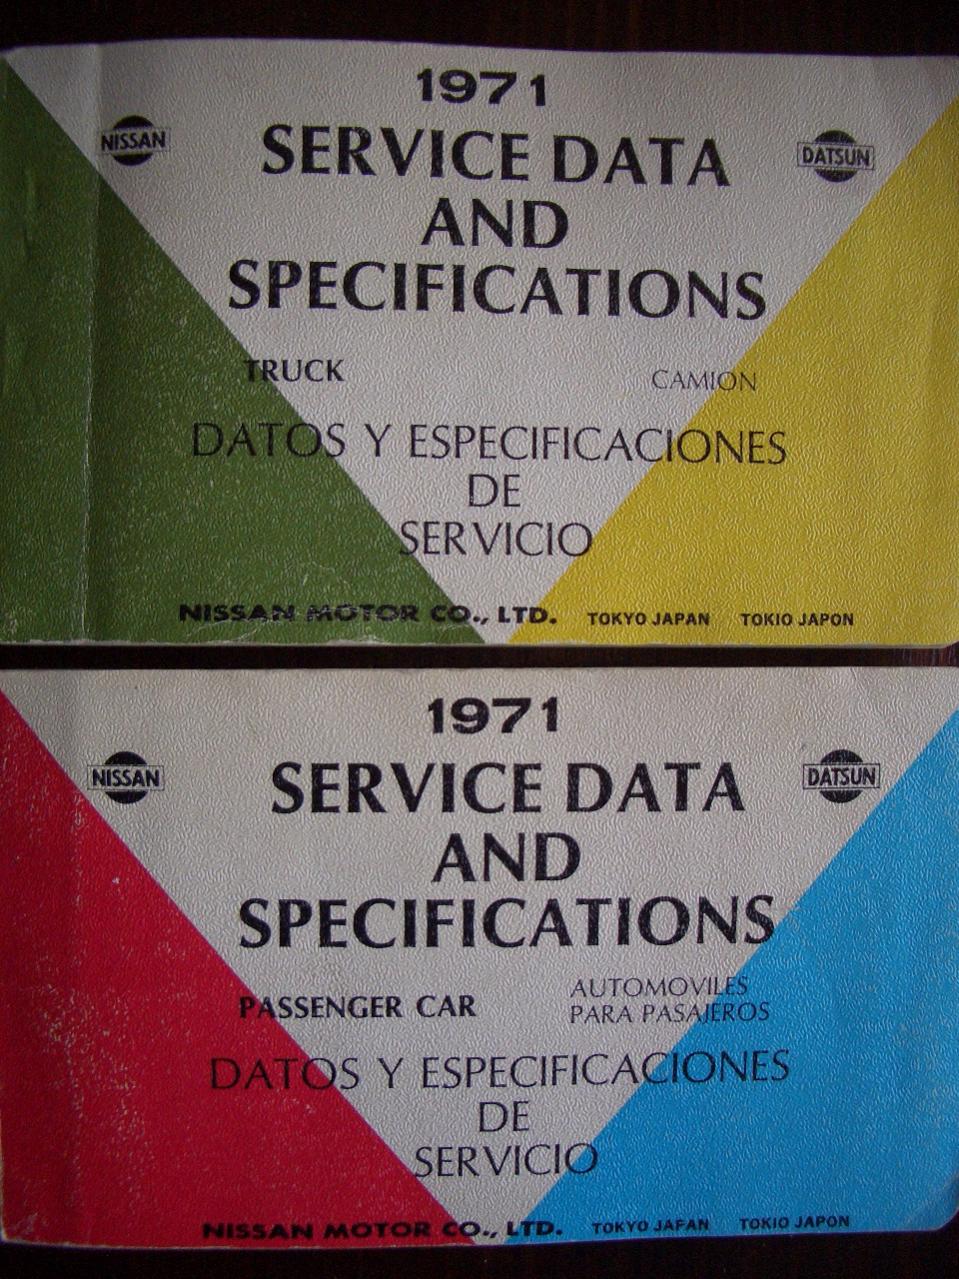 1971
NISSAN
DATSUN
SERVICE DATA
AND
SPECIFICATIONS
TRUCK
CAMION
DATOS Y ESPECIFICACIONES
DE
SERVICIO
NISSAN MOTOR CO., LTD. TOKYO JAPAN TOKIO JAPON
1971
NISSAN
DATSUN
SERVICE DATA
AND
SPECIFICATIONS
PASSENGER CAR
AUTOMOVILES
PARA PASAJEROS
DATOS Y ESPECIFICACIONES
DE
SERVICIO
NISSAN MOTOR CO., LTD. TOKYO JAPAN TOKIO JAPON